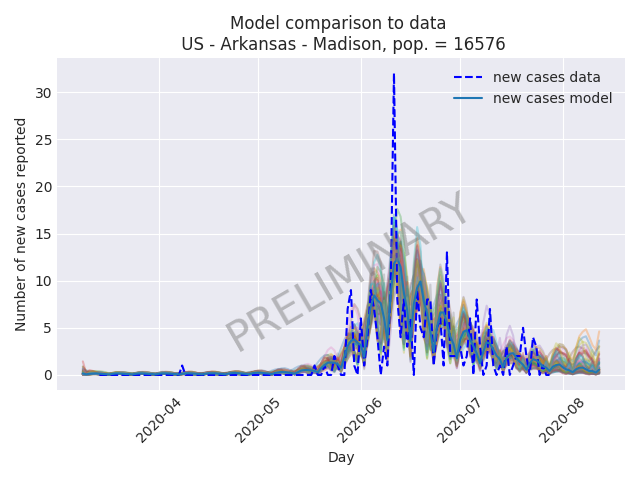 Model comparison to data
US - Arkansas - Madison, pop. = 16576
new cases data
new cases model
PRELIMINARY
Number of new cases reported
30
25
20
15
10
5
0
2020-04
2020-05
2020-06
2020-07
2020-08
Day